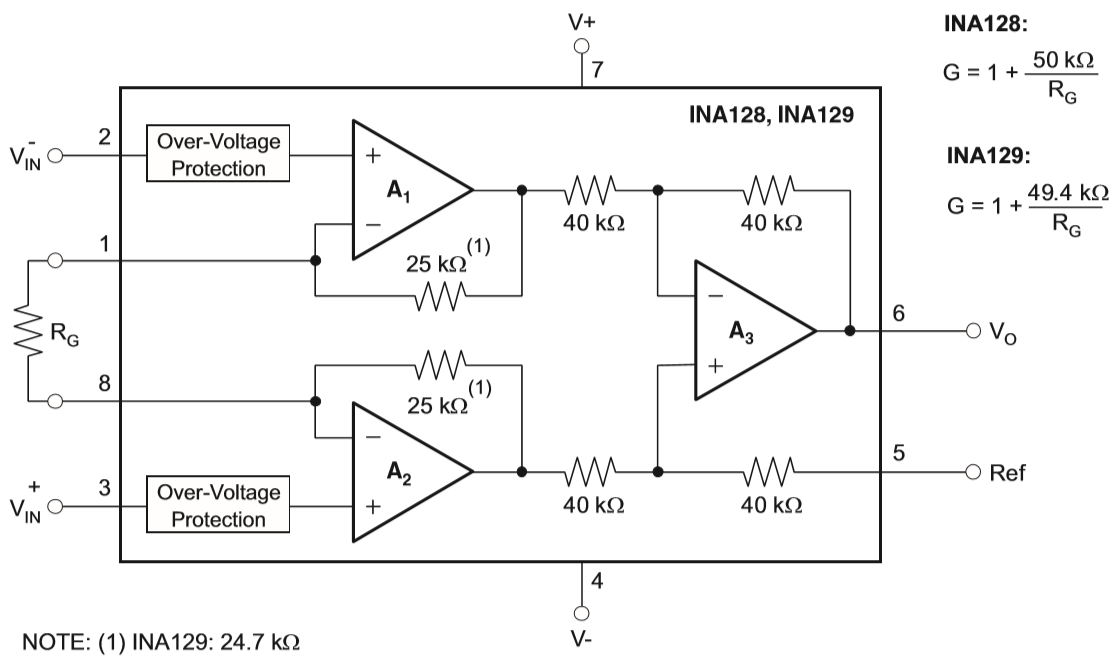 V+
7
INA128:
G = 1 + 50 kΩ / R_G
INA128, INA129
INA129:
G = 1 + 49.4 kΩ / R_G
V⁻_IN
2
Over-Voltage
Protection
+
A₁
−
40 kΩ
40 kΩ
1
25 kΩ (1)
R_G
−
A₃
+
6
V_O
8
25 kΩ (1)
−
A₂
+
V⁺_IN
3
Over-Voltage
Protection
40 kΩ
40 kΩ
5
Ref
4
V-
NOTE: (1) INA129: 24.7 kΩ